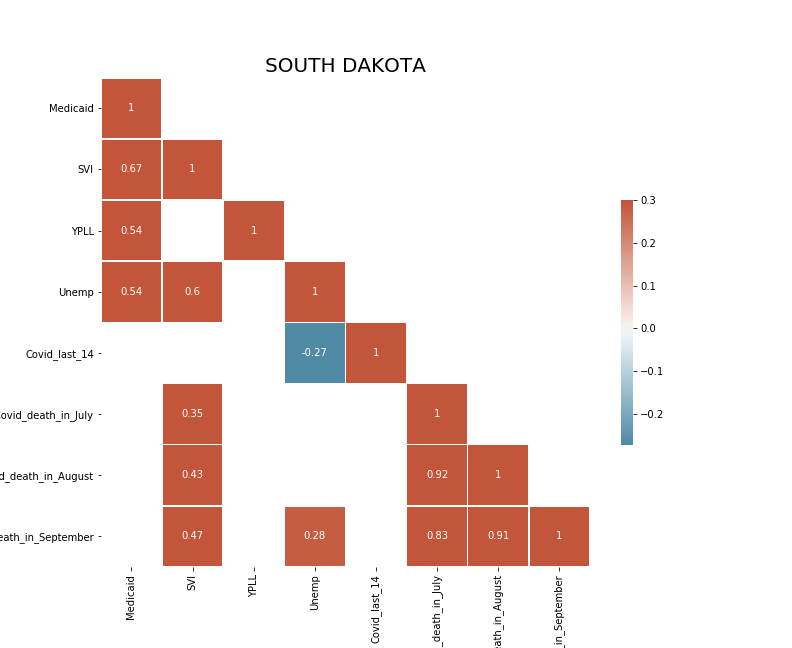 SOUTH DAKOTA
Medicaid 1
SVI 0.67 1
YPLL 0.54 1
Unemp 0.54 0.6 1
Covid_last_14 -0.27 1
ovid_death_in_July 0.35 1
d_death_in_August 0.43 0.92 1
eath_in_September 0.47 0.28 0.83 0.91 1
Medicaid
SVI
YPLL
Unemp
Covid_last_14
_death_in_July
eath_in_August
_in_September
0.3
0.2
0.1
0.0
−0.1
−0.2